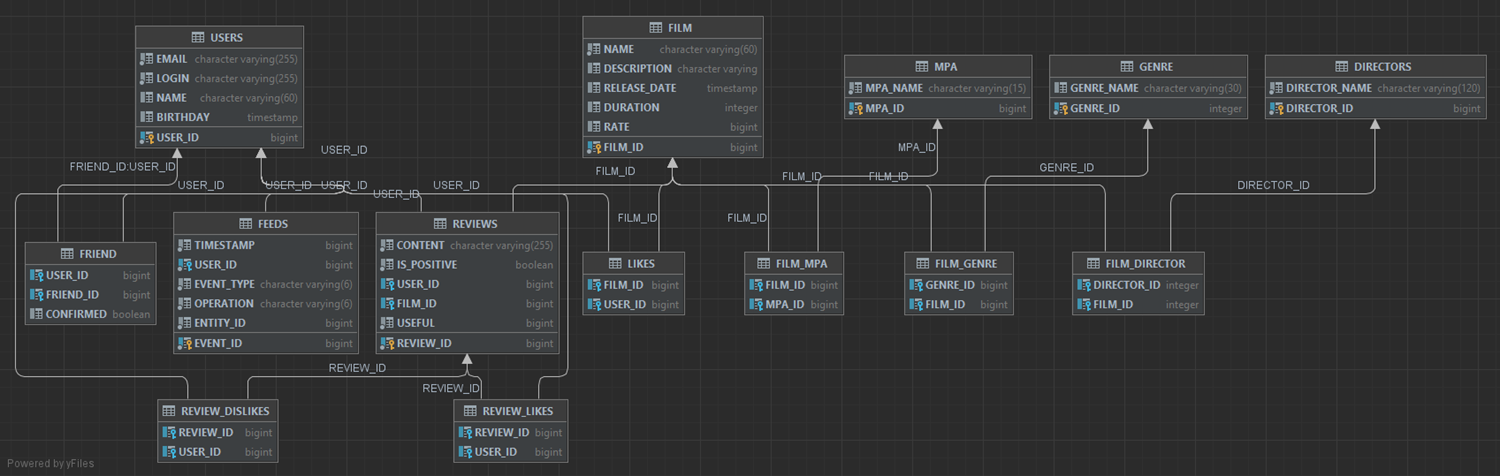 USERS
EMAIL character varying(255)
LOGIN character varying(255)
NAME character varying(60)
BIRTHDAY timestamp
USER_ID bigint
FILM
NAME character varying(60)
DESCRIPTION character varying
RELEASE_DATE timestamp
DURATION integer
RATE bigint
FILM_ID bigint
MPA
MPA_NAME character varying(15)
MPA_ID bigint
GENRE
GENRE_NAME character varying(30)
GENRE_ID integer
DIRECTORS
DIRECTOR_NAME character varying(120)
DIRECTOR_ID bigint
USER_ID
MPA_ID
FRIEND_ID:USER_ID
FILM_ID
GENRE_ID
FILM_ID
FILM_ID
USER_ID
USER_ID
USER_ID
USER_ID
USER_ID
DIRECTOR_ID
FILM_ID
FILM_ID
FRIEND
USER_ID bigint
FRIEND_ID bigint
CONFIRMED boolean
FEEDS
TIMESTAMP bigint
USER_ID bigint
EVENT_TYPE character varying(6)
OPERATION character varying(6)
ENTITY_ID bigint
EVENT_ID bigint
REVIEWS
CONTENT character varying(255)
IS_POSITIVE boolean
USER_ID bigint
FILM_ID bigint
USEFUL bigint
REVIEW_ID bigint
LIKES
FILM_ID bigint
USER_ID bigint
FILM_MPA
FILM_ID bigint
MPA_ID bigint
FILM_GENRE
GENRE_ID bigint
FILM_ID bigint
FILM_DIRECTOR
DIRECTOR_ID integer
FILM_ID integer
REVIEW_ID
REVIEW_ID
REVIEW_DISLIKES
REVIEW_ID bigint
USER_ID bigint
REVIEW_LIKES
REVIEW_ID bigint
USER_ID bigint
Powered by yFiles